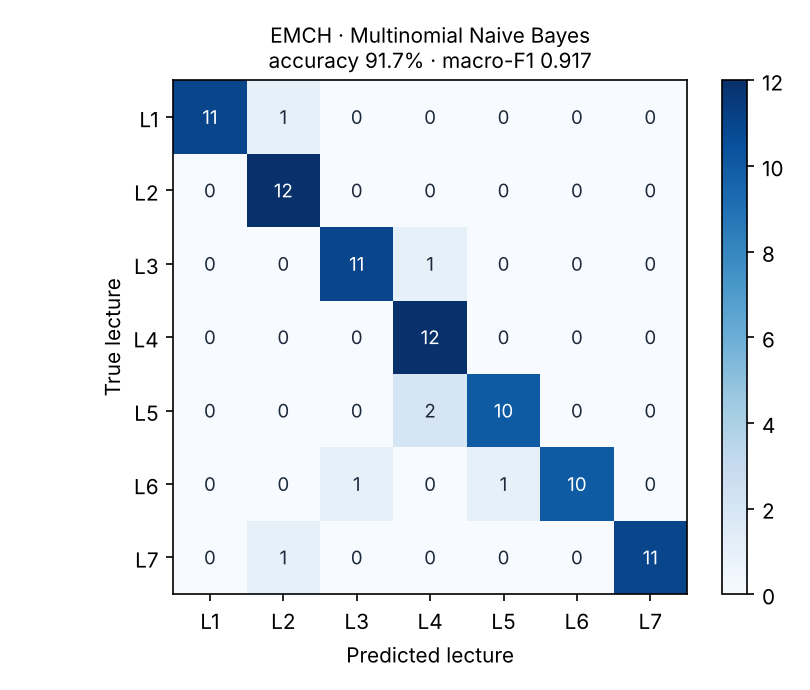 EMCH · Multinomial Naive Bayes
accuracy 91.7% · macro-F1 0.917
L1 11 1 0 0 0 0 0
L2 0 12 0 0 0 0 0
L3 0 0 11 1 0 0 0
L4 0 0 0 12 0 0 0
L5 0 0 0 2 10 0 0
L6 0 0 1 0 1 10 0
L7 0 1 0 0 0 0 11
L1 L2 L3 L4 L5 L6 L7
Predicted lecture
True lecture
12
10
8
6
4
2
0